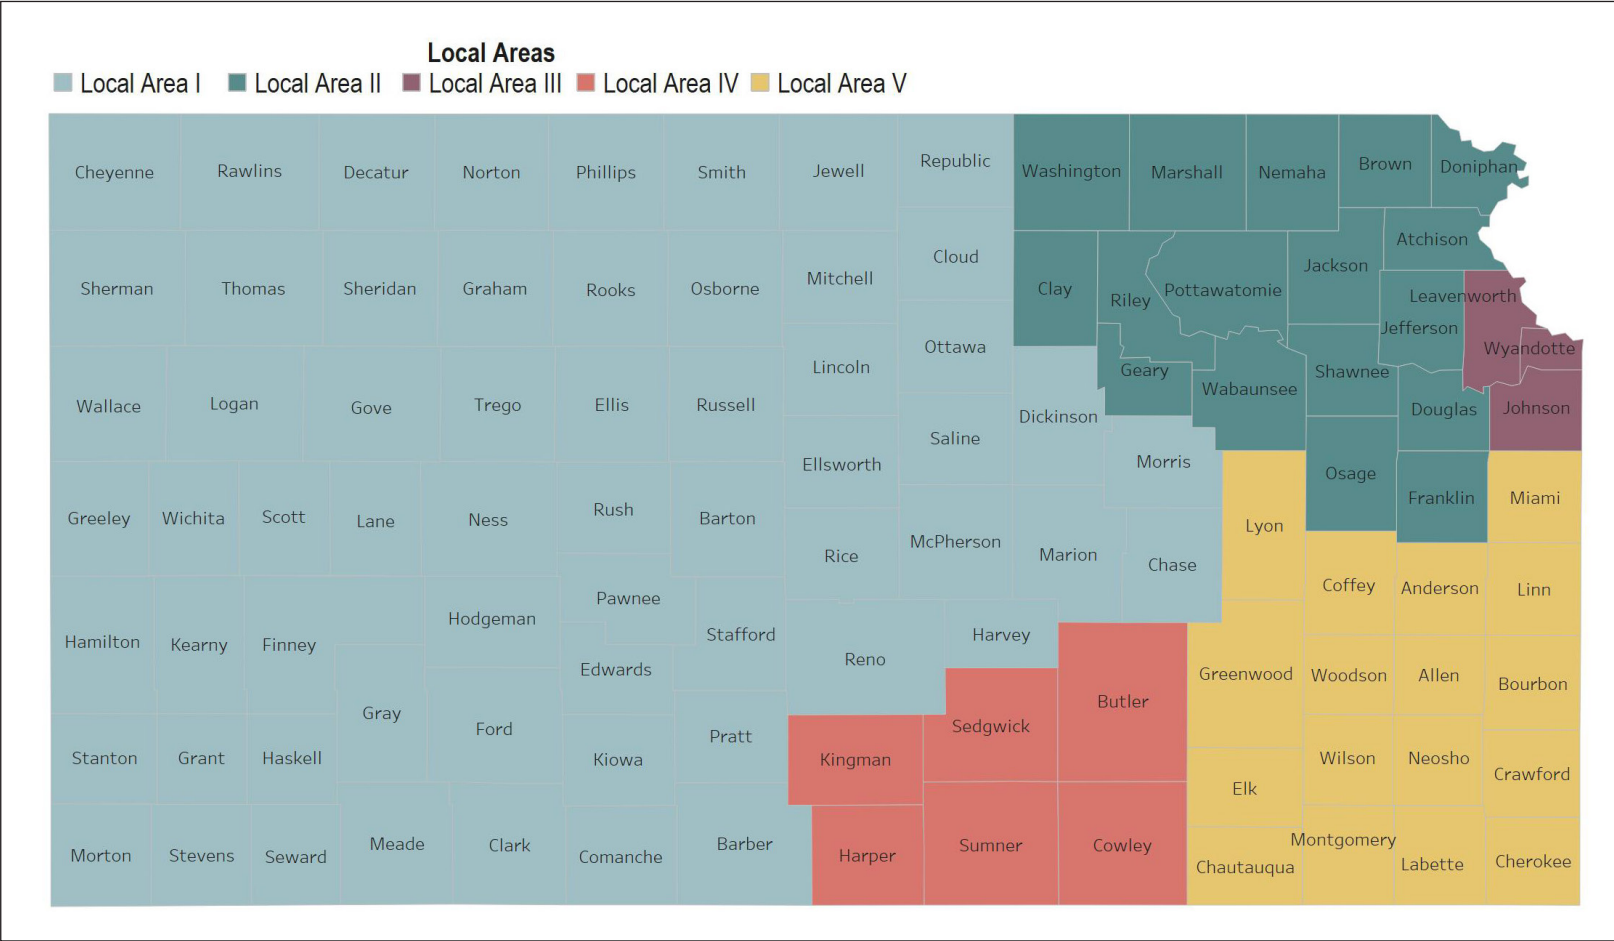 Local Areas
Local Area I Local Area II Local Area III Local Area IV Local Area V
Cheyenne Rawlins Decatur Norton Phillips Smith Jewell Republic Washington Marshall Nemaha Brown Doniphan
Sherman Thomas Sheridan Graham Rooks Osborne Mitchell Cloud Clay Riley Pottawatomie Jackson Atchison
Leavenworth
Jefferson
Lincoln Ottawa Geary Wabaunsee Shawnee Wyandotte
Wallace Logan Gove Trego Ellis Russell Saline Dickinson Douglas Johnson
Ellsworth Morris Osage Franklin Miami
Greeley Wichita Scott Lane Ness Rush Barton Rice McPherson Marion Chase Lyon
Coffey Anderson Linn
Hamilton Kearny Finney Hodgeman Pawnee Stafford Reno Harvey
Edwards Greenwood Woodson Allen Bourbon
Gray Ford Pratt Sedgwick Butler
Stanton Grant Haskell Kiowa Kingman Elk Wilson Neosho Crawford
Morton Stevens Seward Meade Clark Comanche Barber Harper Sumner Cowley Chautauqua Montgomery Labette Cherokee